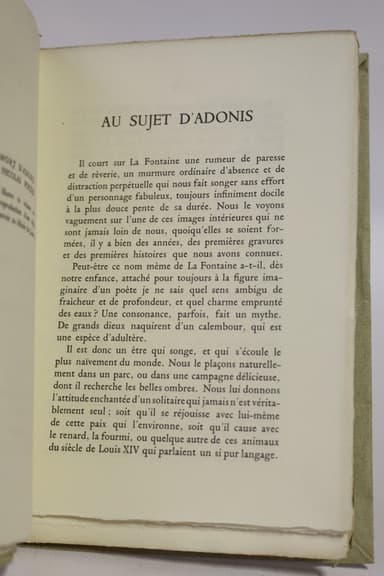 AU SUJET D'ADONIS
Il court sur La Fontaine une rumeur de paresse
et de rêverie, un murmure ordinaire d'absence et de
distraction perpétuelle qui nous fait songer sans effort
d'un personnage fabuleux, toujours infiniment docile
à la plus douce pente de sa durée. Nous le voyons
vaguement sur l'une de ces images intérieures qui ne
sont jamais loin de nous, quoiqu'elles se soient for-
mées, il y a bien des années, des premières gravures
et des premières histoires que nous avons connues.
Peut-être ce nom même de La Fontaine a-t-il, dès
notre enfance, attaché pour toujours à la figure ima-
ginaire d'un poète je ne sais quel sens ambigu de
fraîcheur et de profondeur, et quel charme emprunté
des eaux ? Une consonance, parfois, fait un mythe.
De grands dieux naquirent d'un calembour, qui est
une espèce d'adultère.
Il est donc un être qui songe, et qui s'écoule le
plus naïvement du monde. Nous le plaçons naturelle-
ment dans un parc, ou dans une campagne délicieuse,
dont il recherche les belles ombres. Nous lui donnons
l'attitude enchantée d'un solitaire qui jamais n'est vérita-
blement seul ; soit qu'il se réjouisse avec lui-même
de cette paix qui l'environne, soit qu'il cause avec
le renard, la fourmi, ou quelque autre de ces animaux
du siècle de Louis XIV qui parlaient un si pur langage.